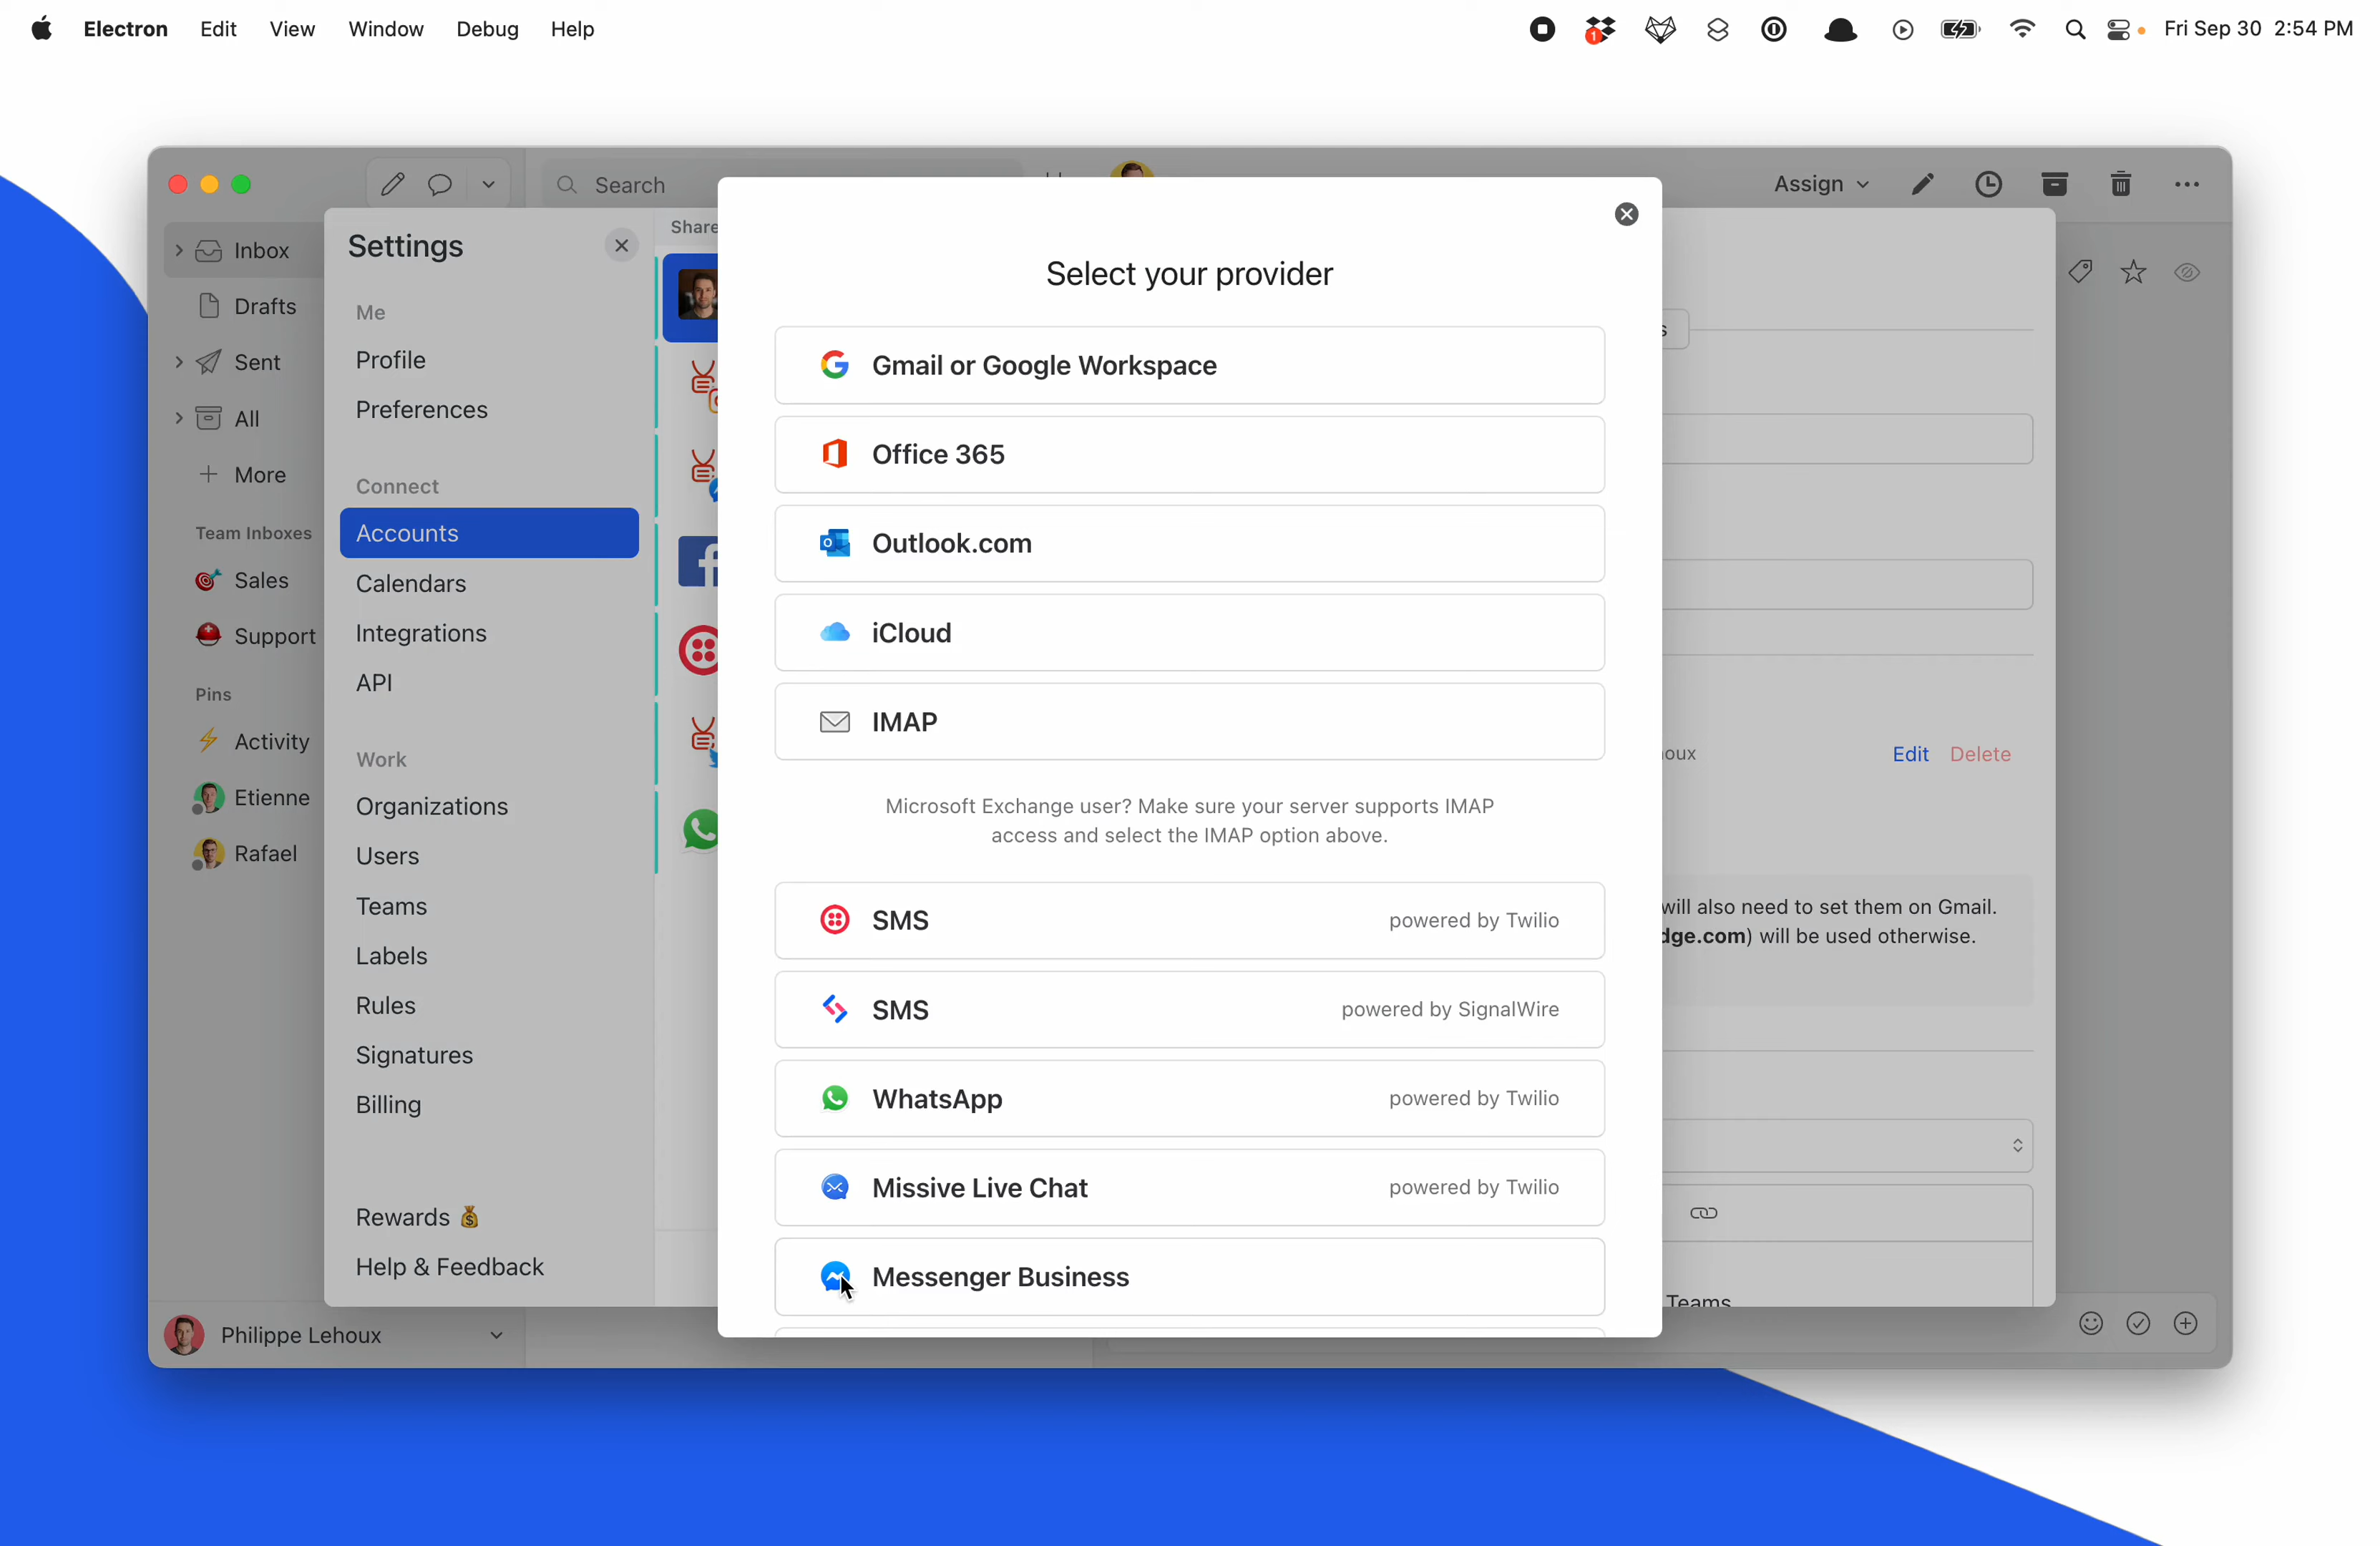 Electron Edit View Window Debug Help
1
Fri Sep 30 2:54 PM
Search
Assign
Inbox
Drafts
Sent
All
More
Team Inboxes
Sales
Support
Pins
Activity
Etienne
Rafael
Philippe Lehoux
Settings
Me
Profile
Preferences
Connect
Accounts
Calendars
Integrations
API
Work
Organizations
Users
Teams
Labels
Rules
Signatures
Billing
Rewards
Help & Feedback
Share
Select your provider
Gmail or Google Workspace
Office 365
Outlook.com
iCloud
IMAP
Microsoft Exchange user? Make sure your server supports IMAP
access and select the IMAP option above.
SMS powered by Twilio
SMS powered by SignalWire
WhatsApp powered by Twilio
Missive Live Chat powered by Twilio
Messenger Business
s
oux Edit Delete
will also need to set them on Gmail.
dge.com) will be used otherwise.
Teams